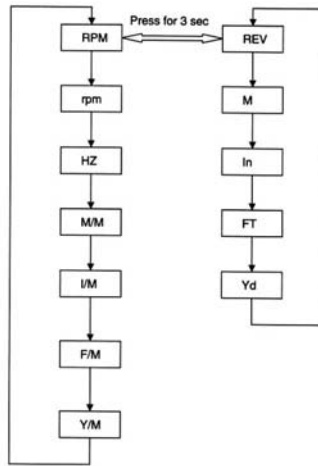 Press for 3 sec
RPM
REV
rpm
M
HZ
In
M/M
FT
I/M
Yd
F/M
Y/M